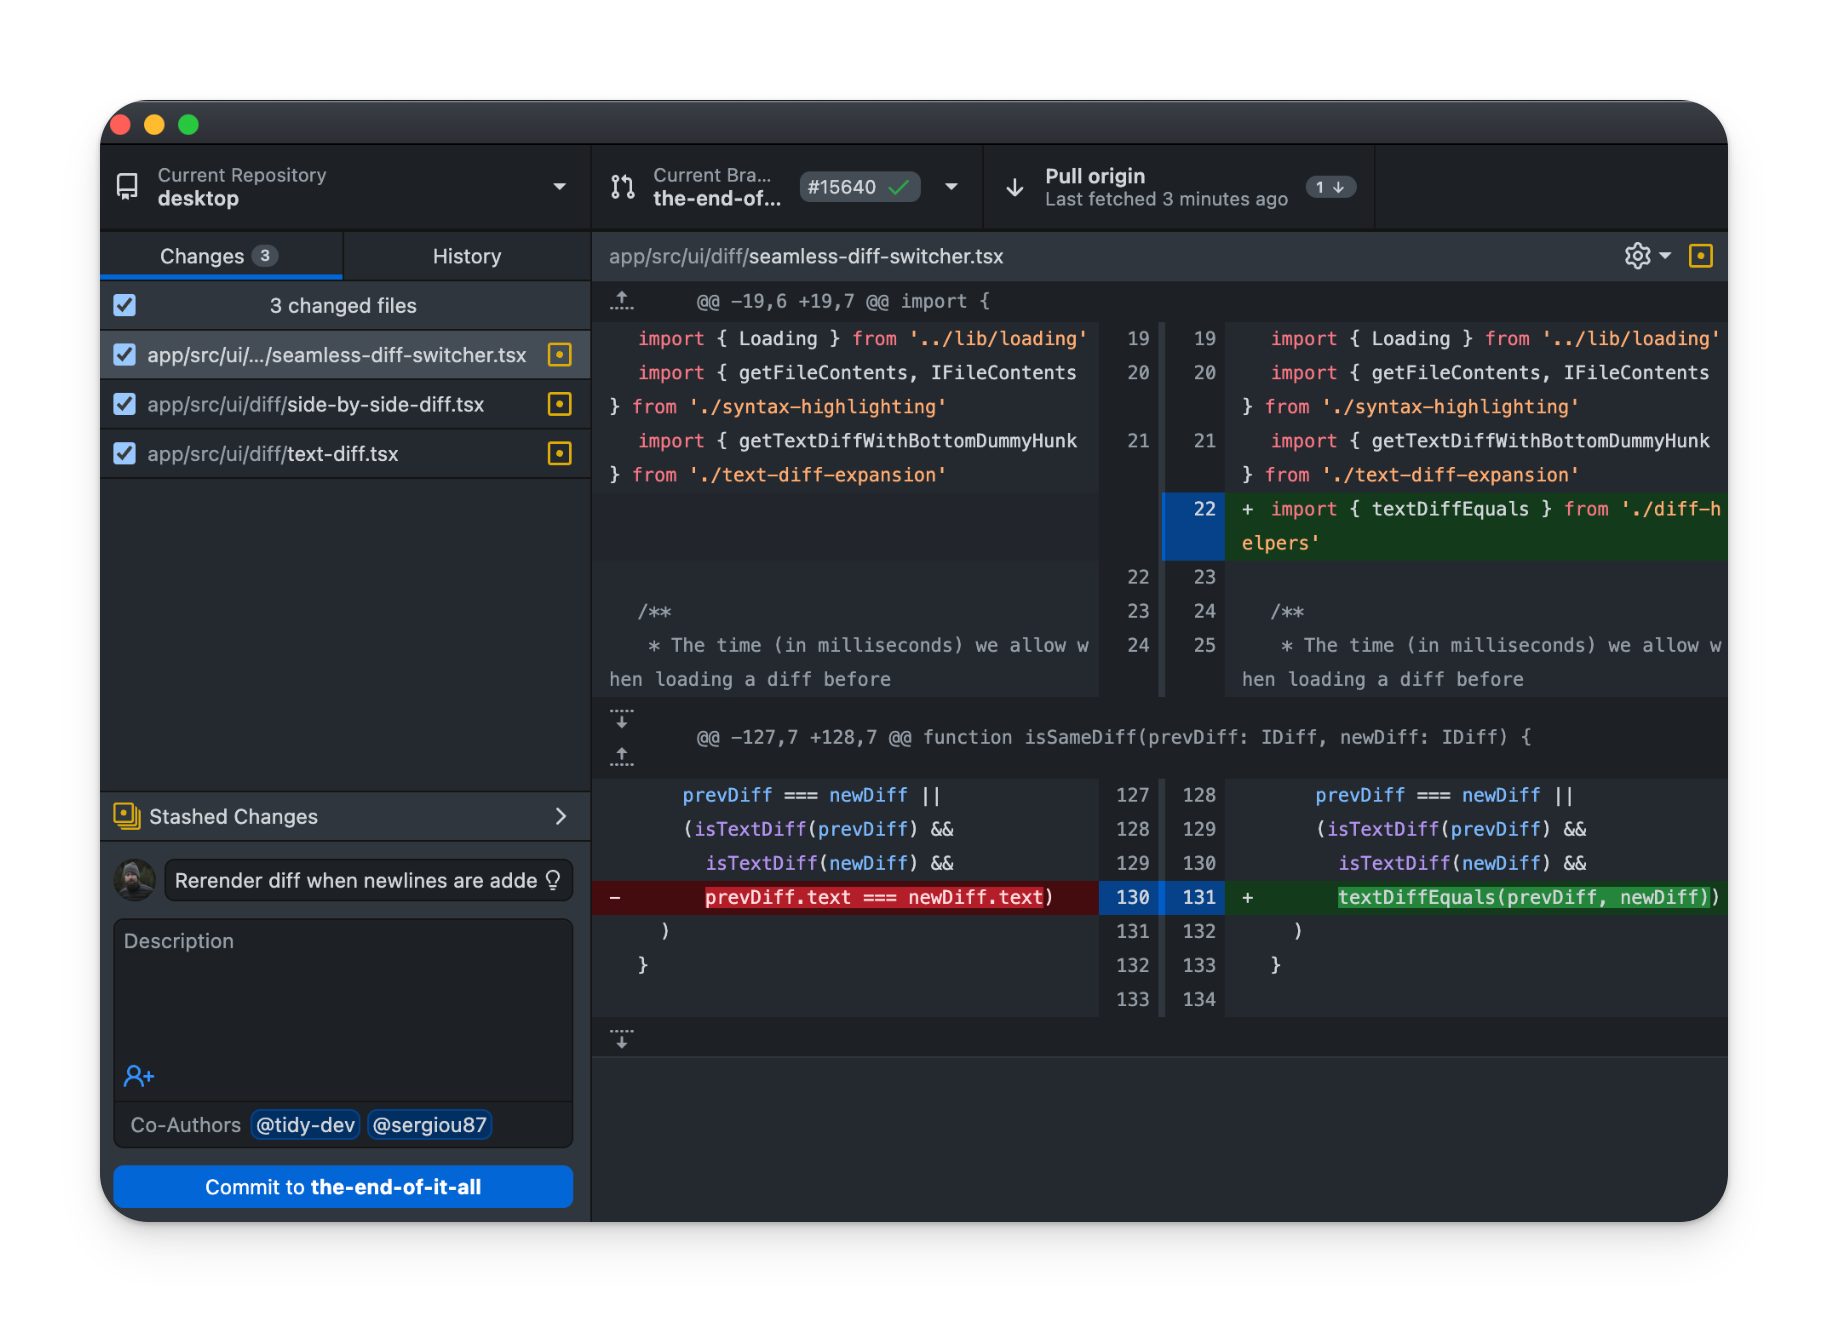 Current Repository
desktop
Current Bra...
the-end-of...
#15640
Pull origin
Last fetched 3 minutes ago
1
Changes 3
History
3 changed files
app/src/ui/.../seamless-diff-switcher.tsx
app/src/ui/diff/side-by-side-diff.tsx
app/src/ui/diff/text-diff.tsx
Stashed Changes
Rerender diff when newlines are adde
Description
Co-Authors @tidy-dev @sergiou87
Commit to the-end-of-it-all
app/src/ui/diff/seamless-diff-switcher.tsx
@@ -19,6 +19,7 @@ import {
import { Loading } from '../lib/loading' 19 19 import { Loading } from '../lib/loading'
import { getFileContents, IFileContents 20 20 import { getFileContents, IFileContents
} from './syntax-highlighting' } from './syntax-highlighting'
import { getTextDiffWithBottomDummyHunk 21 21 import { getTextDiffWithBottomDummyHunk
} from './text-diff-expansion' } from './text-diff-expansion'
22 + import { textDiffEquals } from './diff-h
elpers'
22 23
/** 23 24 /**
* The time (in milliseconds) we allow w 24 25 * The time (in milliseconds) we allow w
hen loading a diff before hen loading a diff before
@@ -127,7 +128,7 @@ function isSameDiff(prevDiff: IDiff, newDiff: IDiff) {
prevDiff === newDiff || 127 128 prevDiff === newDiff ||
(isTextDiff(prevDiff) && 128 129 (isTextDiff(prevDiff) &&
isTextDiff(newDiff) && 129 130 isTextDiff(newDiff) &&
- prevDiff.text === newDiff.text) 130 131 + textDiffEquals(prevDiff, newDiff))
) 131 132 )
} 132 133 }
133 134